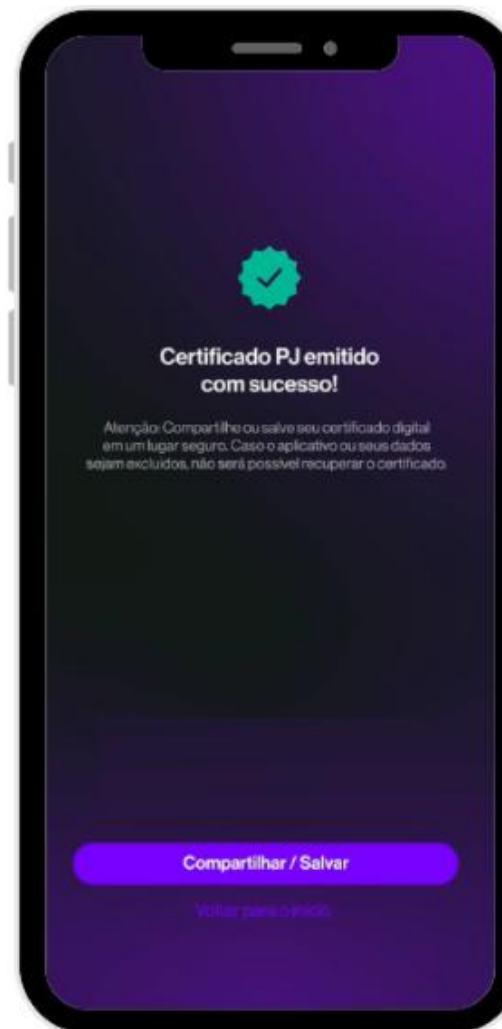 Certificado PJ emitido
com sucesso!
Atenção: Compartilhe ou salve seu certificado digital
em um lugar seguro. Caso o aplicativo ou seus dados
sejam excluídos, não será possível recuperar o certificado.
Compartilhar / Salvar
Voltar para o início